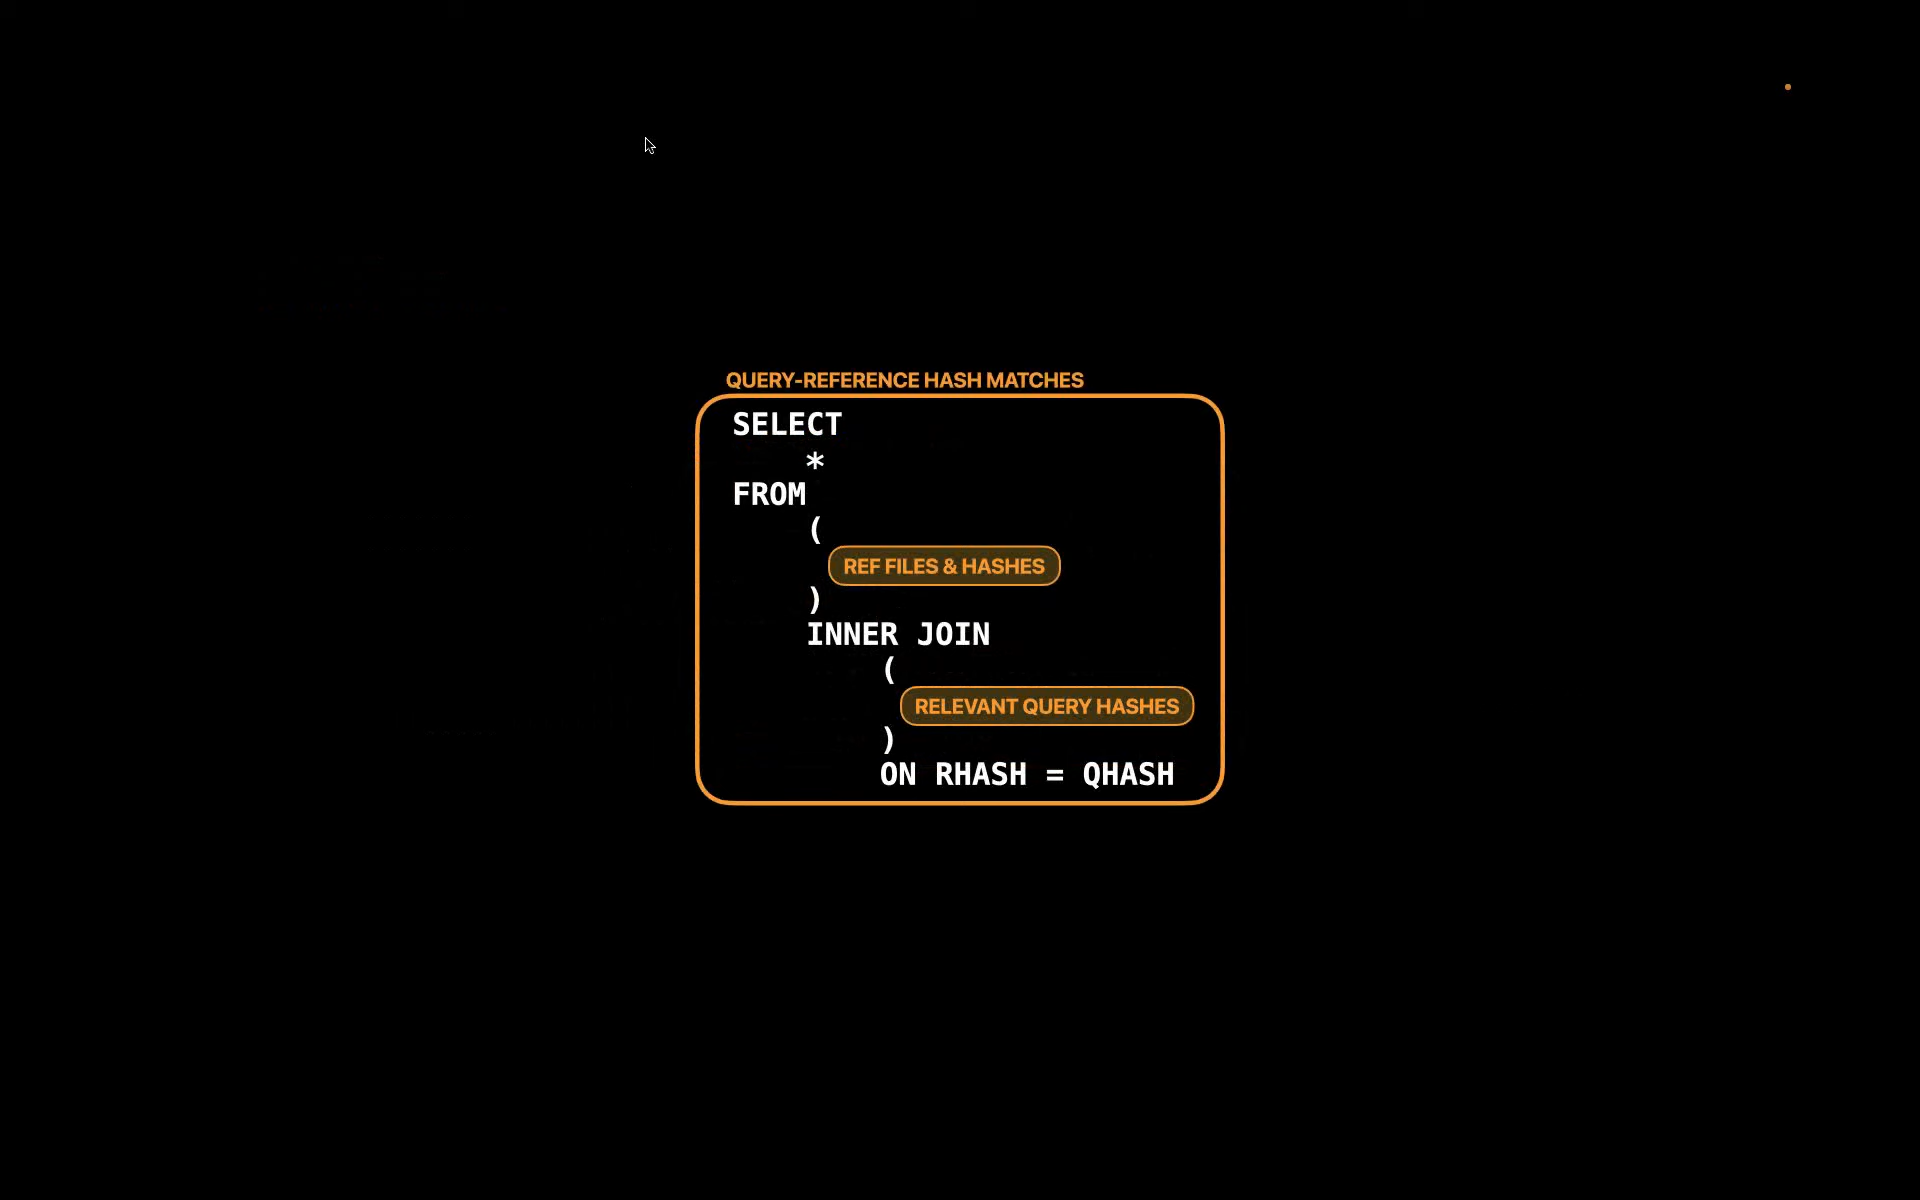 QUERY-REFERENCE HASH MATCHES
SELECT
*
FROM
(
REF FILES & HASHES
)
INNER JOIN
(
RELEVANT QUERY HASHES
)
ON RHASH = QHASH